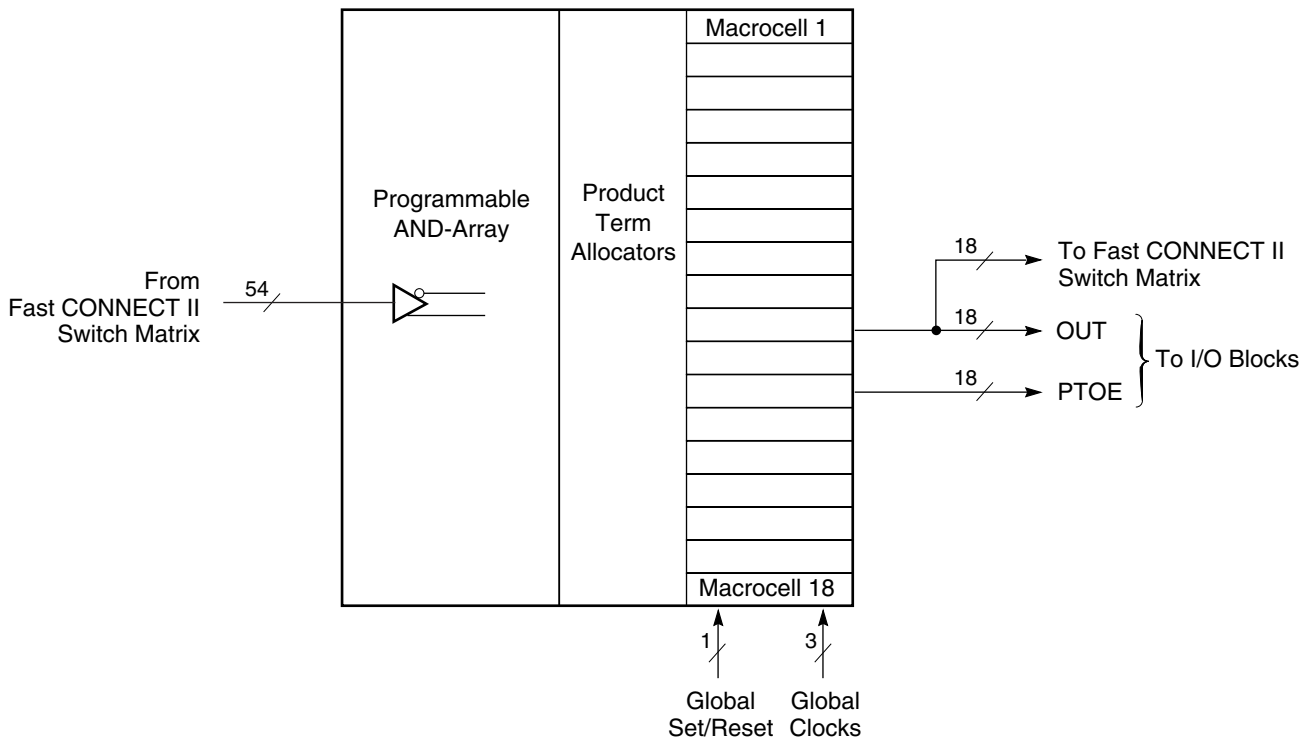 Macrocell 1
Programmable
AND-Array
Product
Term
Allocators
From
Fast CONNECT II
Switch Matrix
54
18
To Fast CONNECT II
Switch Matrix
18
OUT
To I/O Blocks
18
PTOE
Macrocell 18
1
3
Global
Set/Reset
Global
Clocks